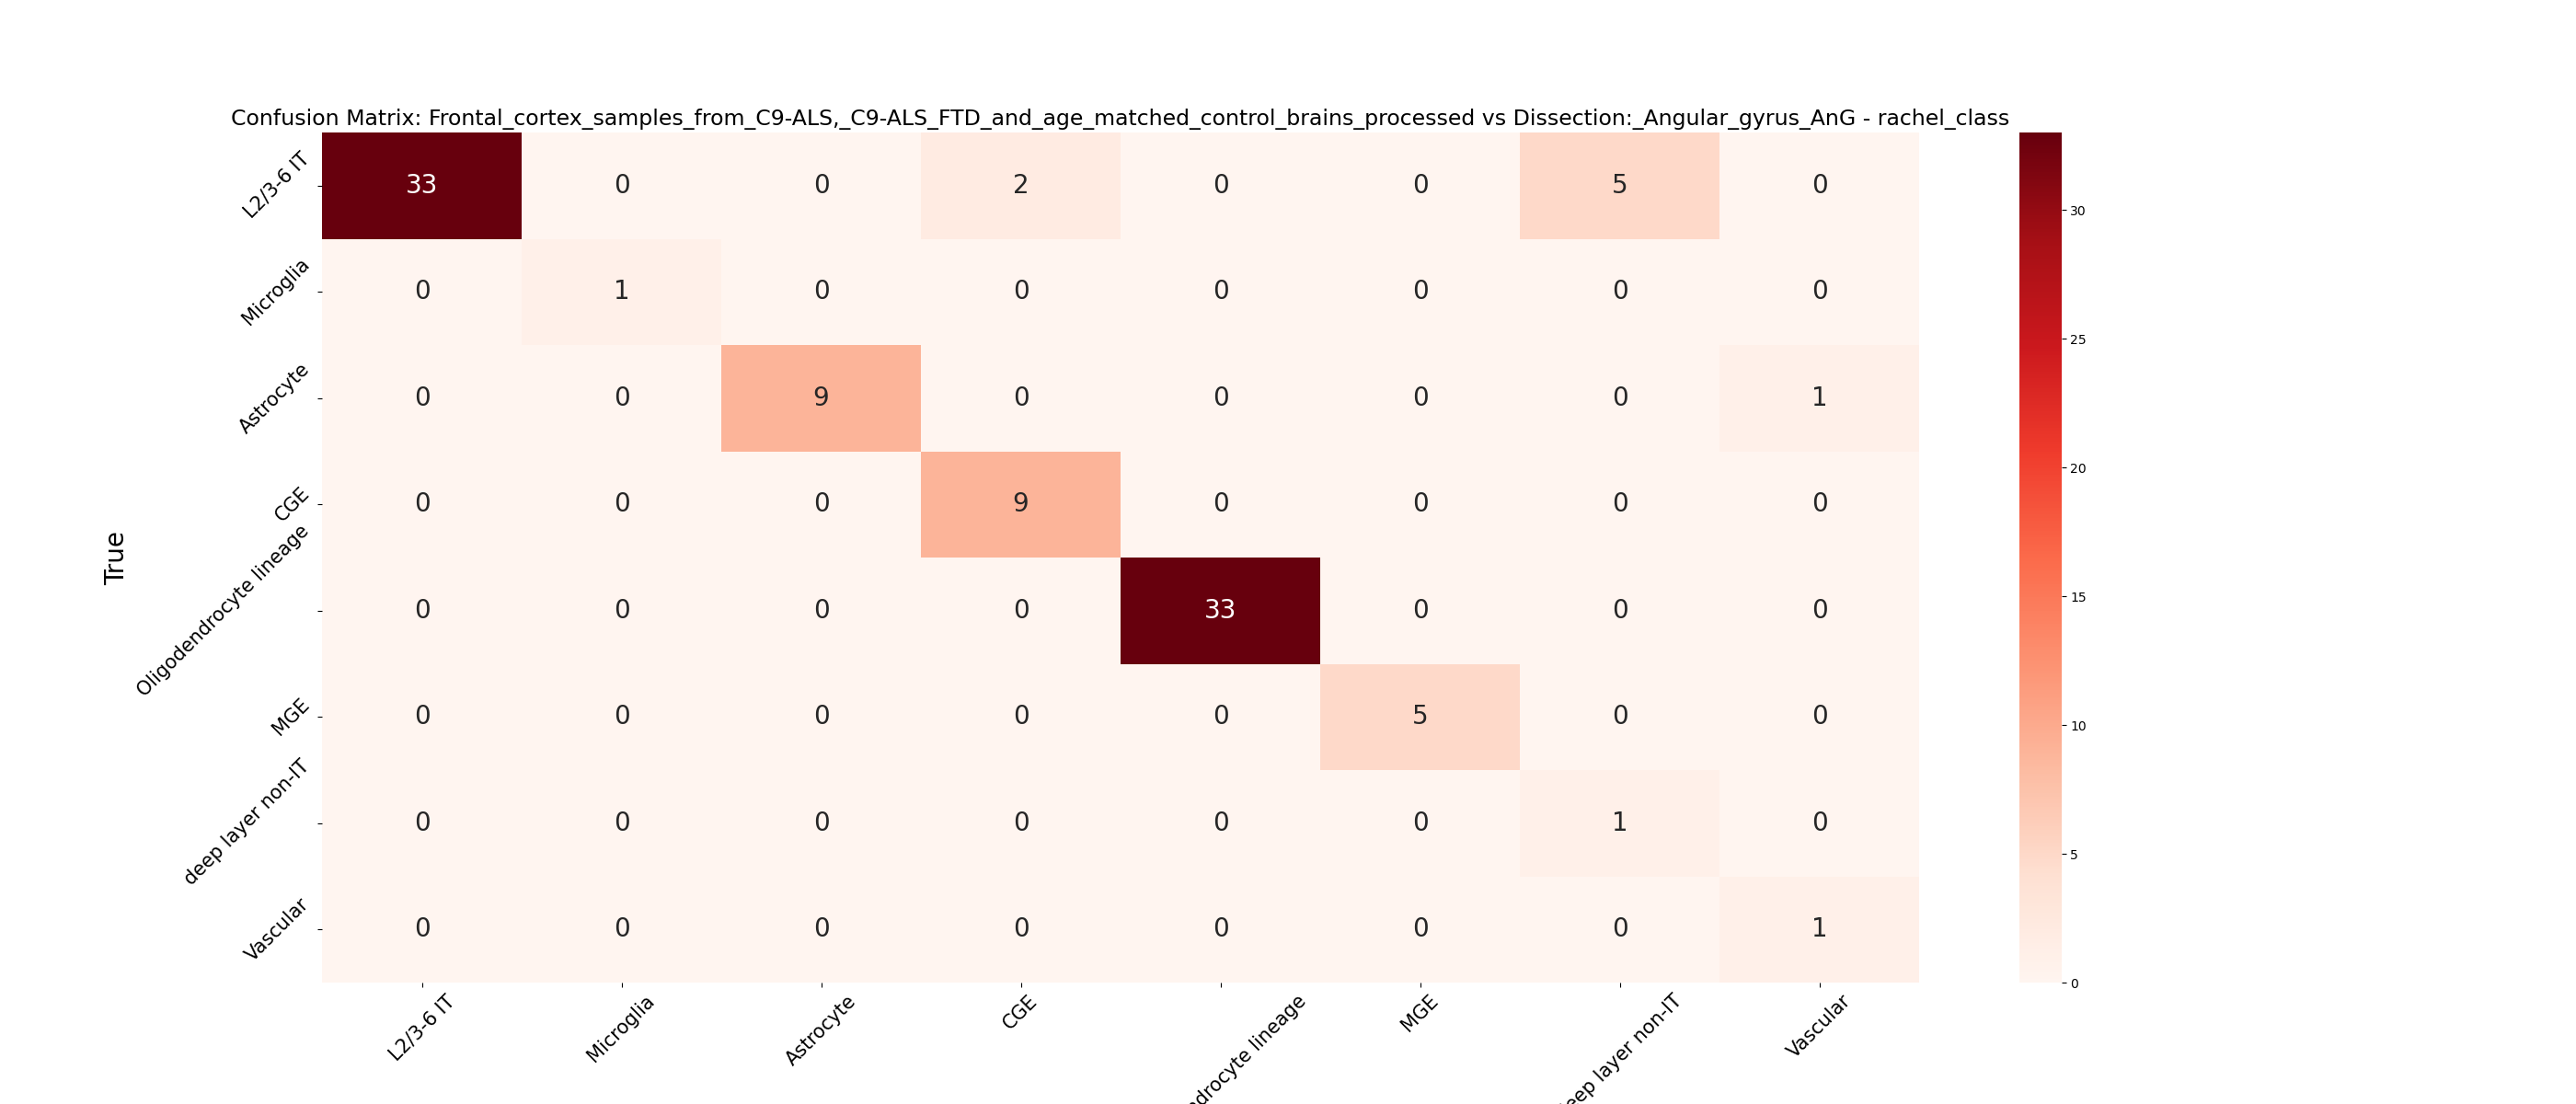 Confusion Matrix: Frontal_cortex_samples_from_C9-ALS,_C9-ALS_FTD_and_age_matched_control_brains_processed vs Dissection:_Angular_gyrus_AnG - rachel_class
True
L2/3-6 IT 33 0 0 2 0 0 5 0
Microglia 0 1 0 0 0 0 0 0
Astrocyte 0 0 9 0 0 0 0 1
CGE 0 0 0 9 0 0 0 0
Oligodendrocyte lineage 0 0 0 0 33 0 0 0
MGE 0 0 0 0 0 5 0 0
deep layer non-IT 0 0 0 0 0 0 1 0
Vascular 0 0 0 0 0 0 0 1
L2/3-6 IT Microglia Astrocyte CGE lineage MGE layer non-IT Vascular
30
25
20
15
10
5
0